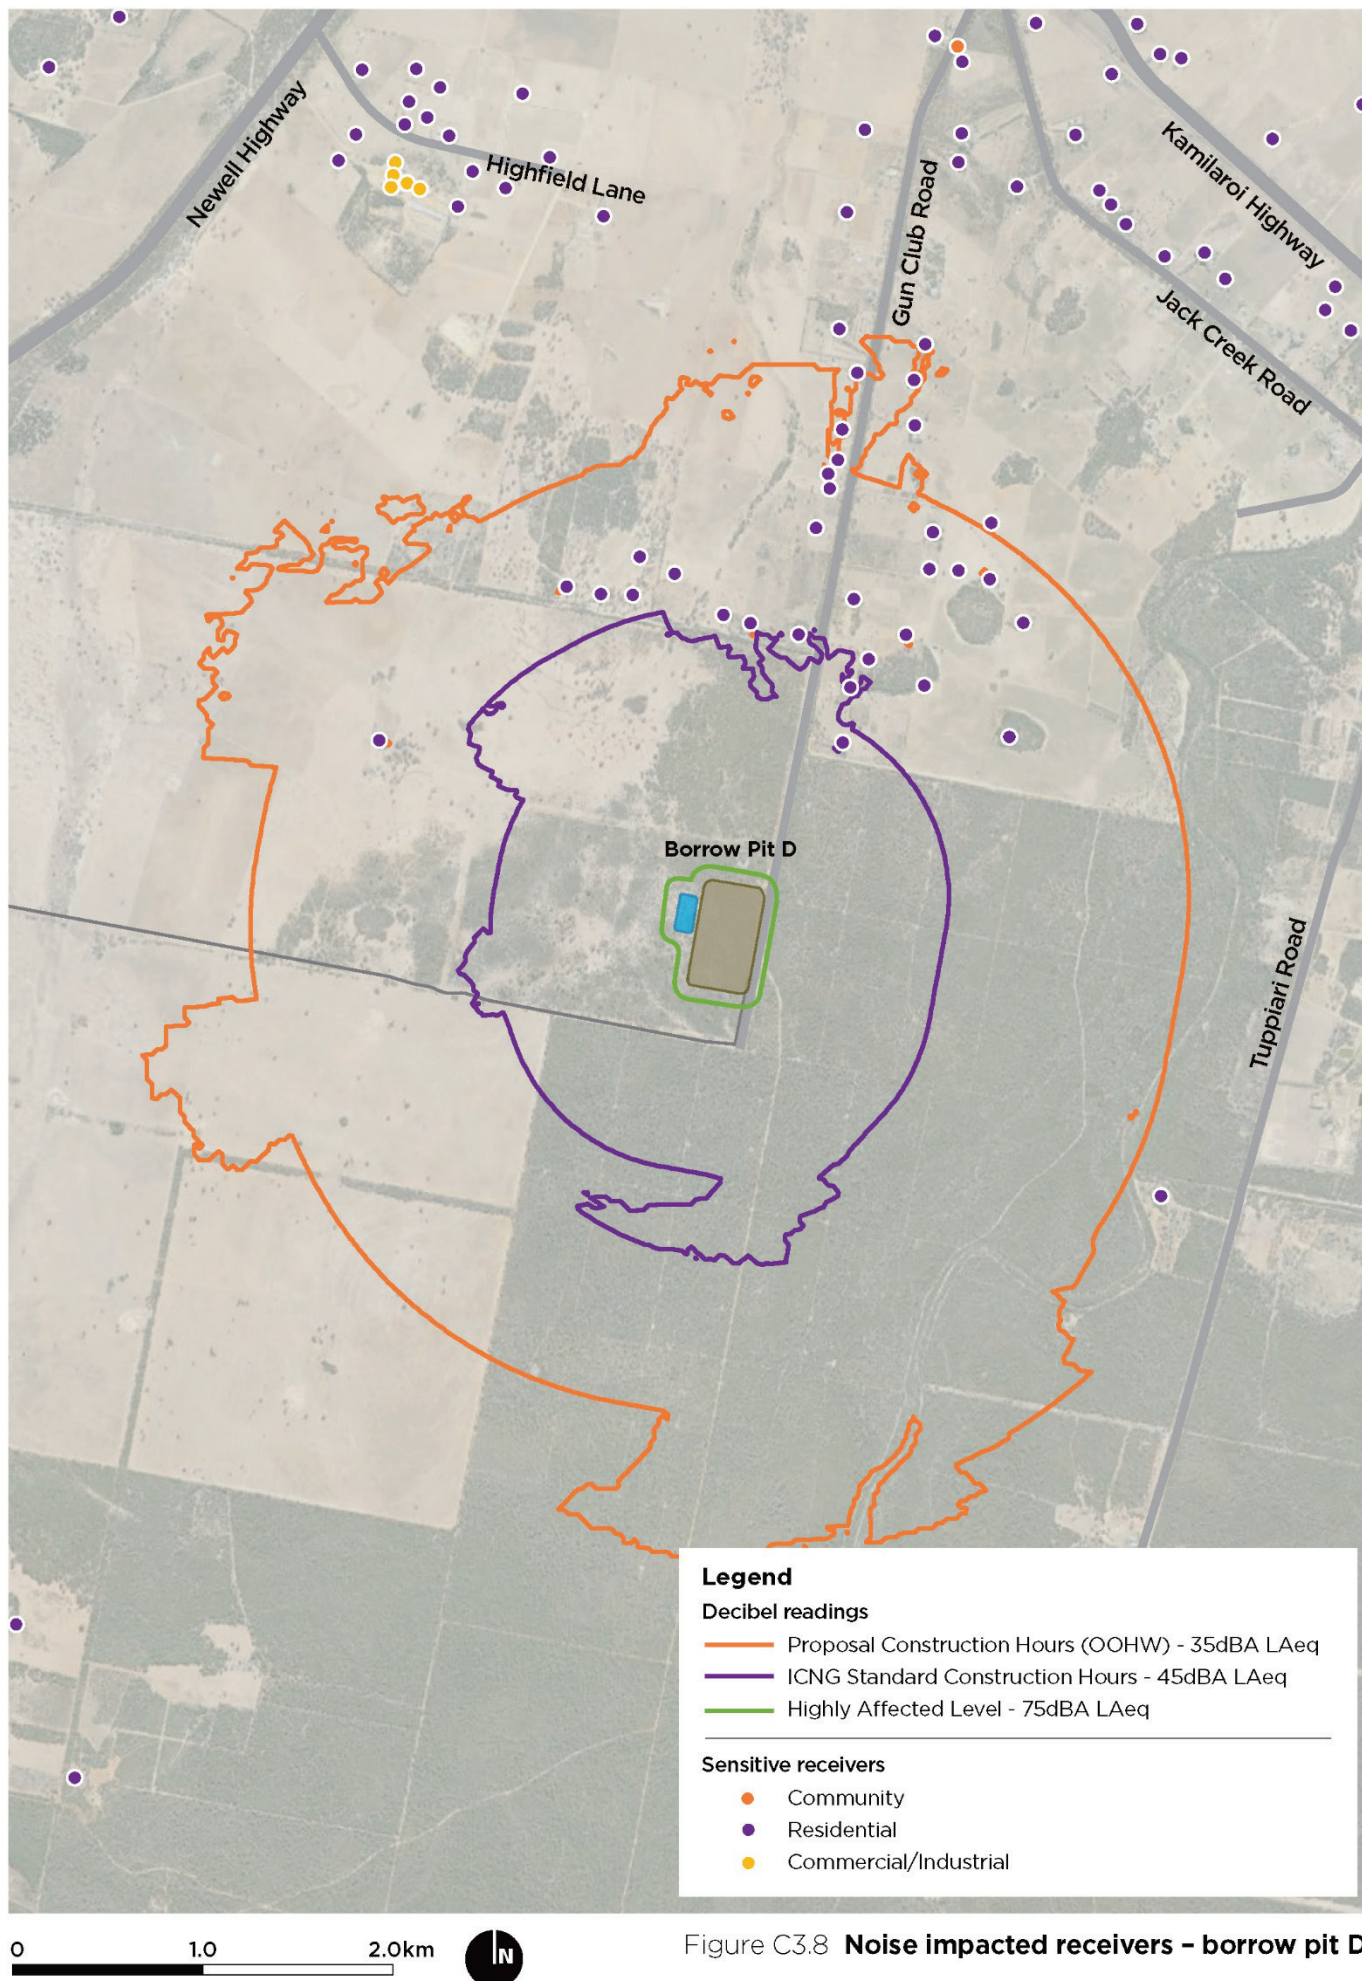 Newell Highway
Highfield Lane
Gun Club Road
Kamilaroi Highway
Jack Creek Road
Borrow Pit D
Tuppiari Road
Legend
Decibel readings
Proposal Construction Hours (OOHW) - 35dBA LAeq
ICNG Standard Construction Hours - 45dBA LAeq
Highly Affected Level - 75dBA LAeq
Sensitive receivers
Community
Residential
Commercial/Industrial
0 1.0 2.0km
N
Figure C3.8 Noise impacted receivers – borrow pit D